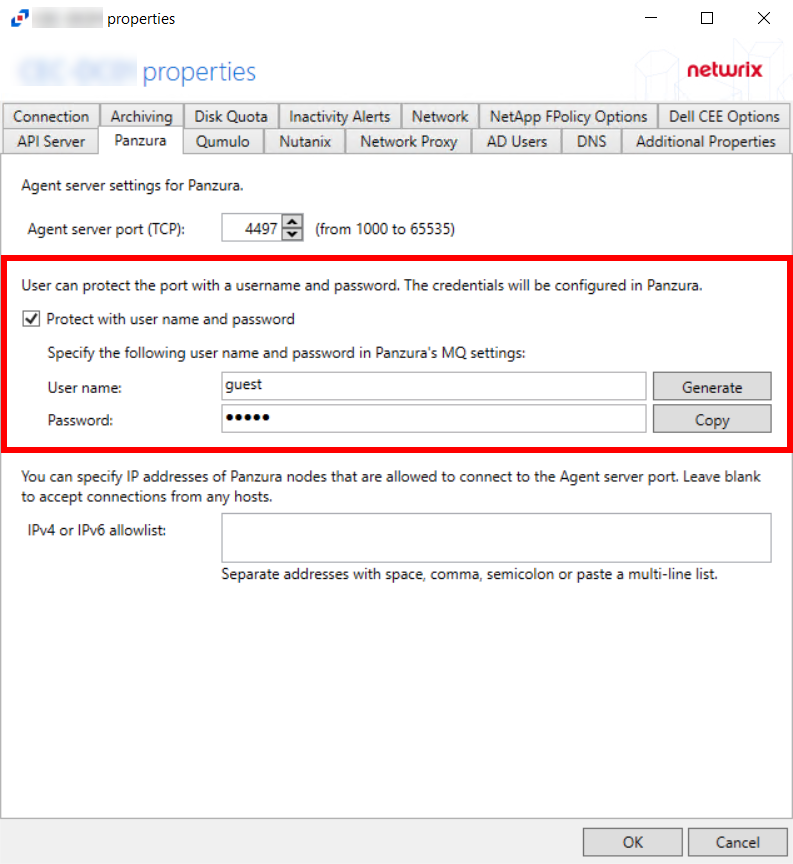 properties
properties
netwrix
Connection Archiving Disk Quota Inactivity Alerts Network NetApp FPolicy Options Dell CEE Options
API Server Panzura Qumulo Nutanix Network Proxy AD Users DNS Additional Properties
Agent server settings for Panzura.
Agent server port (TCP): 4497 (from 1000 to 65535)
User can protect the port with a username and password. The credentials will be configured in Panzura.
Protect with user name and password
Specify the following user name and password in Panzura's MQ settings:
User name: guest Generate
Password: ●●●●● Copy
You can specify IP addresses of Panzura nodes that are allowed to connect to the Agent server port. Leave blank
to accept connections from any hosts.
IPv4 or IPv6 allowlist:
Separate addresses with space, comma, semicolon or paste a multi-line list.
OK Cancel